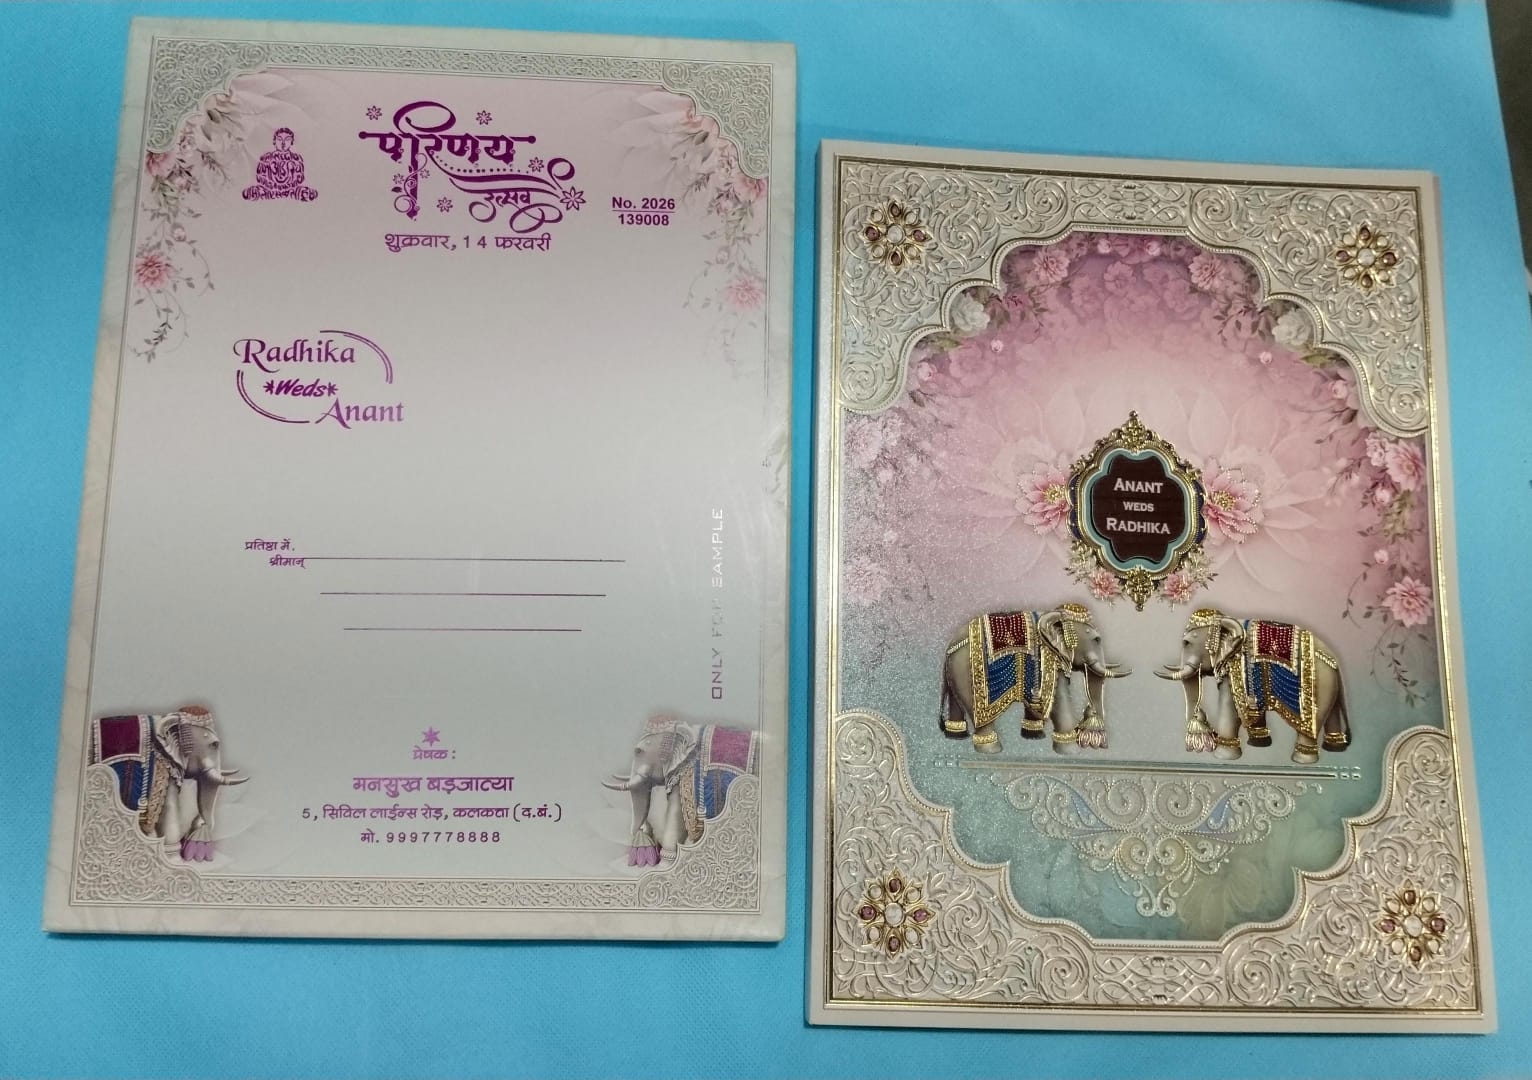 परिणय
उत्सव
No. 2026
139008
शुक्रवार, 14 फरवरी
Radhika
Weds
Anant
प्रतिष्ठा में,
श्रीमान्
ONLY FOR SAMPLE
प्रेषक :
मनसुख बड़जात्या
5, सिविल लाईन्स रोड़, कलकत्ता (द.बं.)
मो. 9997778888
ANANT
WEDS
RADHIKA